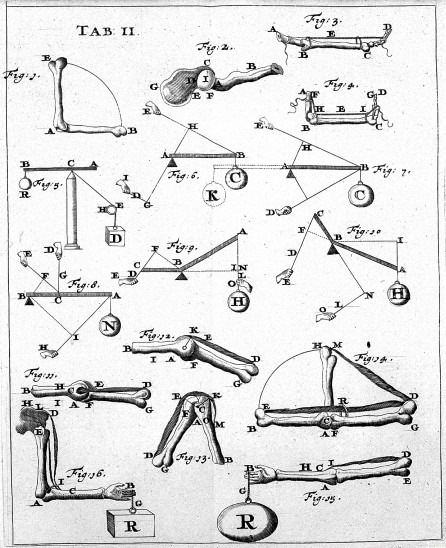 TAB. II.
Fig: 1.
E
A
B
Fig: 2.
C
B
D
I
G
E
F
Fig: 3.
A
E
D
B
C
Fig: 4.
A
F
G
D
H
E
I
B
C
B
C
A
R
Fig: 5.
H
E
D
E
H
A
B
I
D
G
Fig: 6.
C
K
E
H
A
B
Fig: 7.
D
C
Fig: 8.
E
D
F
G
B
C
A
N
I
H
Fig: 9.
A
F
B
E
D
C
I
N
L
O
H
Fig: 10.
C
F
B
I
E
D
A
H
N
L
O
Fig: 11.
B
H
C
E
D
I
A
F
G
Fig: 12.
K
E
B
I
A
F
D
G
Fig: 13.
E
K
F
C
A
O
M
D
G
B
Fig: 14.
H
M
E
R
D
B
C
A
F
G
Fig: 15.
B
H
C
I
D
A
E
G
R
Fig: 16.
H
L
D
E
I
C
B
A
G
R